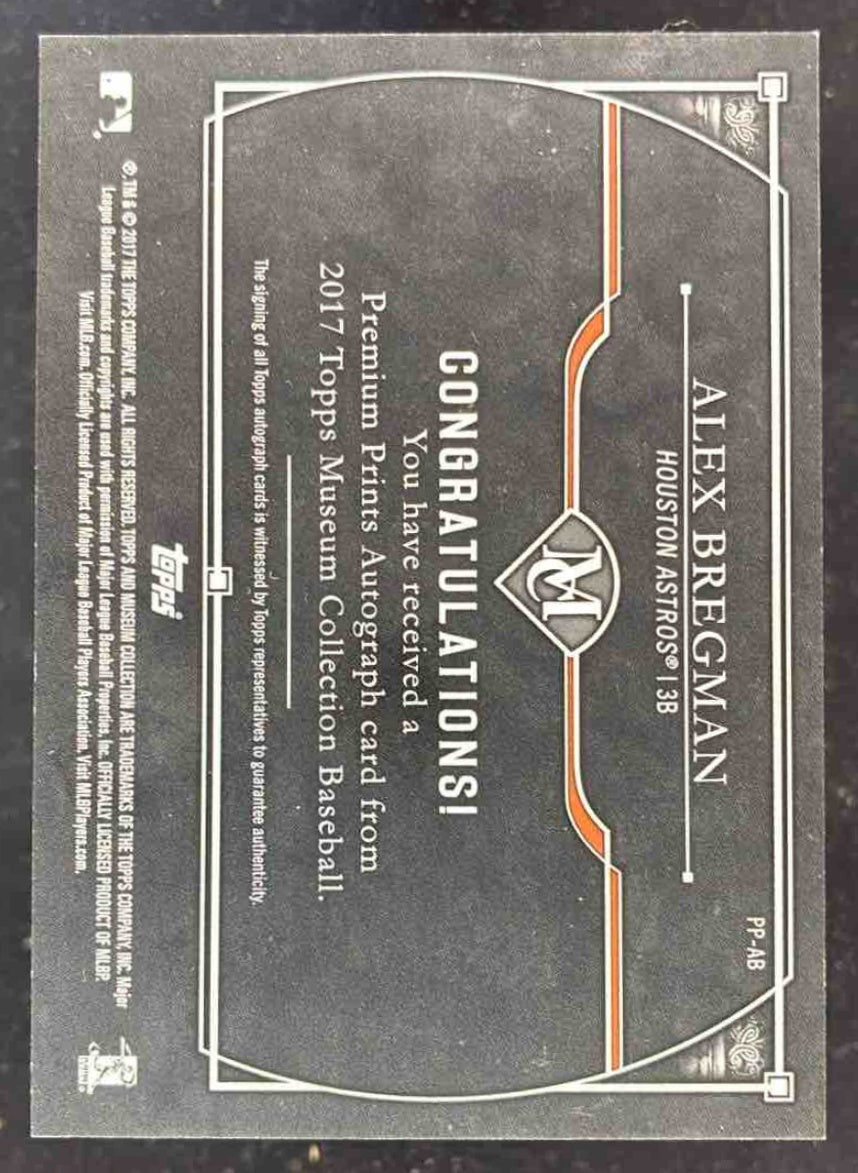 PP-AB
ALEX BREGMAN
HOUSTON ASTROS® | 3B
MC
CONGRATULATIONS!
You have received a
Premium Prints Autograph card from
2017 Topps Museum Collection Baseball.
The signing of all Topps autograph cards is witnessed by Topps representatives to guarantee authenticity.
topps
®, TM & © 2017 THE TOPPS COMPANY, INC. ALL RIGHTS RESERVED. TOPPS AND MUSEUM COLLECTION ARE TRADEMARKS OF THE TOPPS COMPANY, INC. Major
League Baseball trademarks and copyrights are used with permission of Major League Baseball Properties, Inc. OFFICIALLY LICENSED PRODUCT OF MLBP.
Visit MLB.com. Officially Licensed Product of Major League Baseball Players Association. Visit MLBPlayers.com.